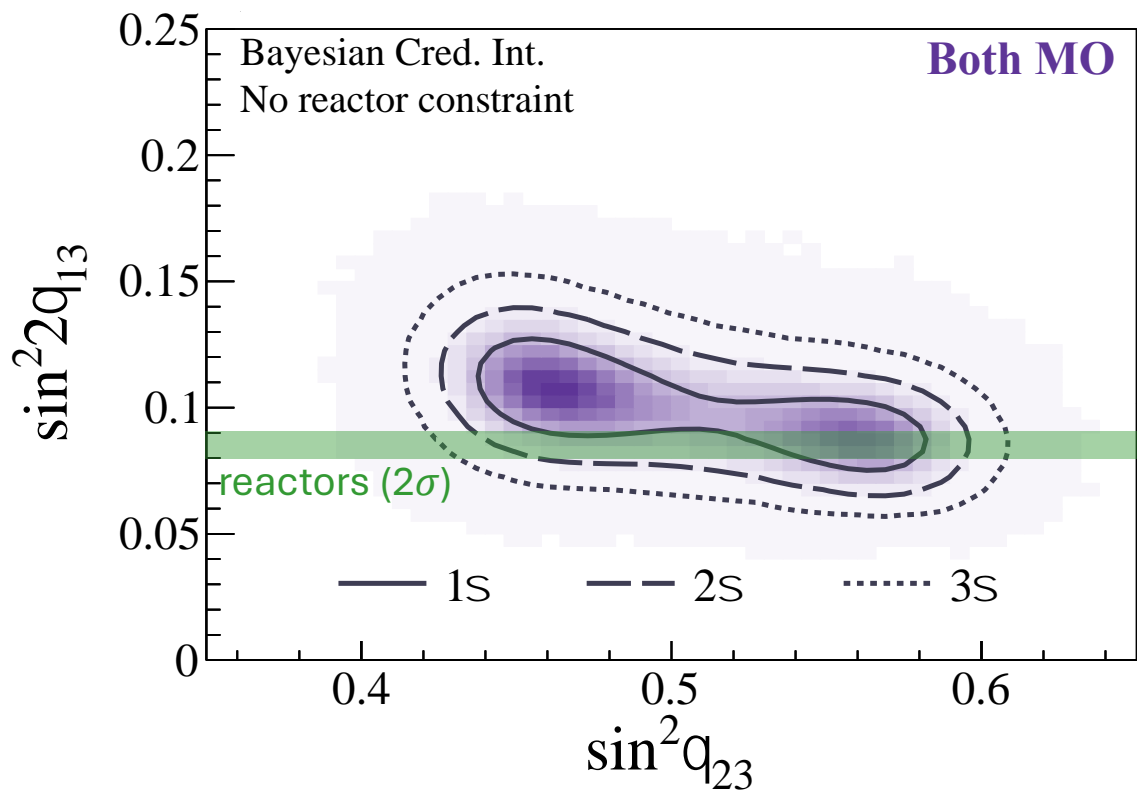 0.25
0.2
0.15
0.1
0.05
0
sin²2q₁₃
Bayesian Cred. Int.
No reactor constraint
Both MO
reactors (2σ)
1s
2s
3s
0.4
0.5
0.6
sin²q₂₃